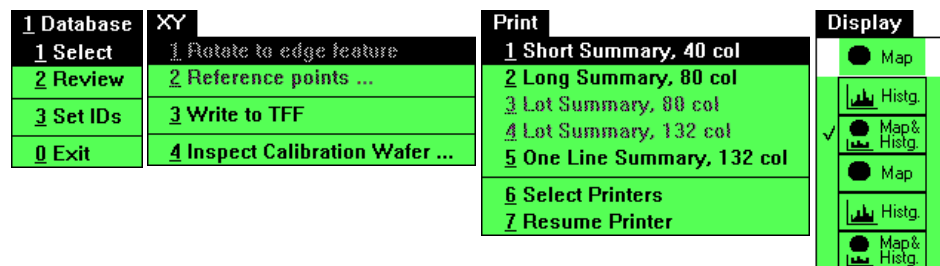 1 Database
1 Select
2 Review
3 Set IDs
0 Exit
XY
1 Rotate to edge feature
2 Reference points ...
3 Write to TFF
4 Inspect Calibration Wafer ...
Print
1 Short Summary, 40 col
2 Long Summary, 80 col
3 Lot Summary, 80 col
4 Lot Summary, 132 col
5 One Line Summary, 132 col
6 Select Printers
7 Resume Printer
Display
Map
Histg.
Map&
Histg.
Map
Histg.
Map&
Histg.